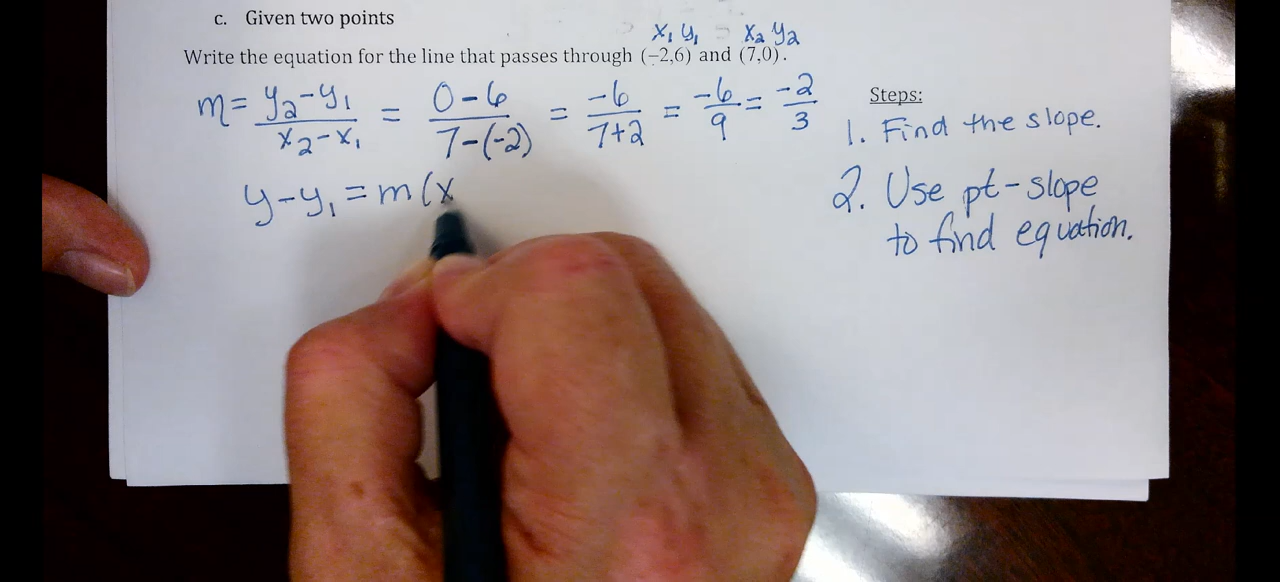 c. Given two points
x₁ y₁ x₂ y₂
Write the equation for the line that passes through (−2,6) and (7,0).
m = y₂-y₁/x₂-x₁ = 0-6/7-(-2) = -6/7+2 = -6/9 = -2/3
Steps:
1. Find the slope.
y-y₁ = m(x
2. Use pt-slope
to find equation.